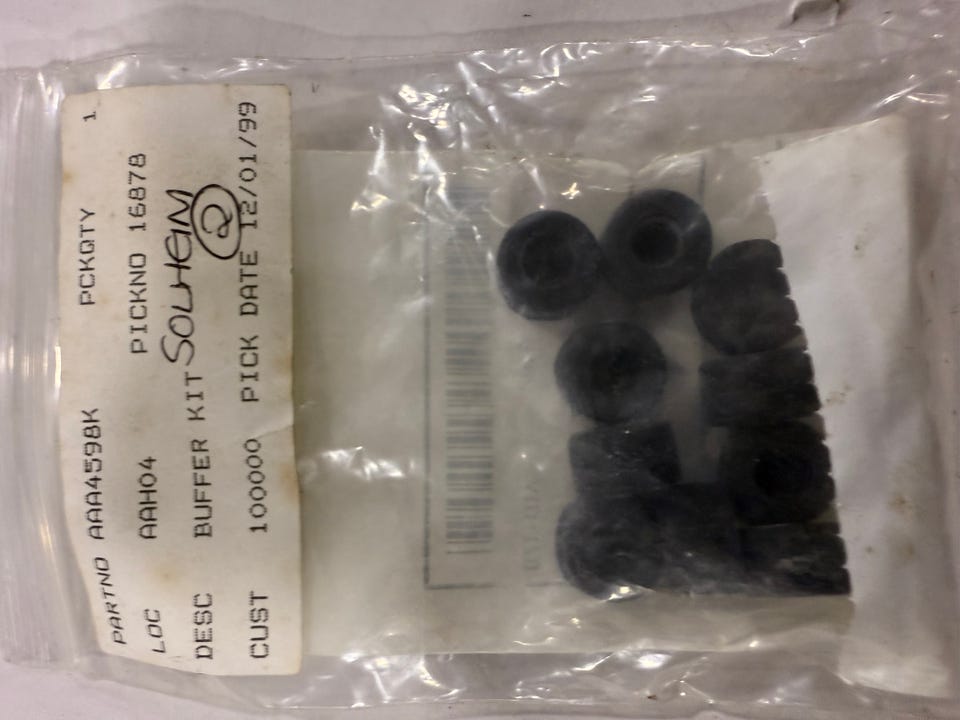 PARTNO AAA4598K PCKQTY 1
LOC AAH04 PICKNO 16878
DESC BUFFER KIT SOLHEIM
2
CUST 100000 PICK DATE 12/01/99